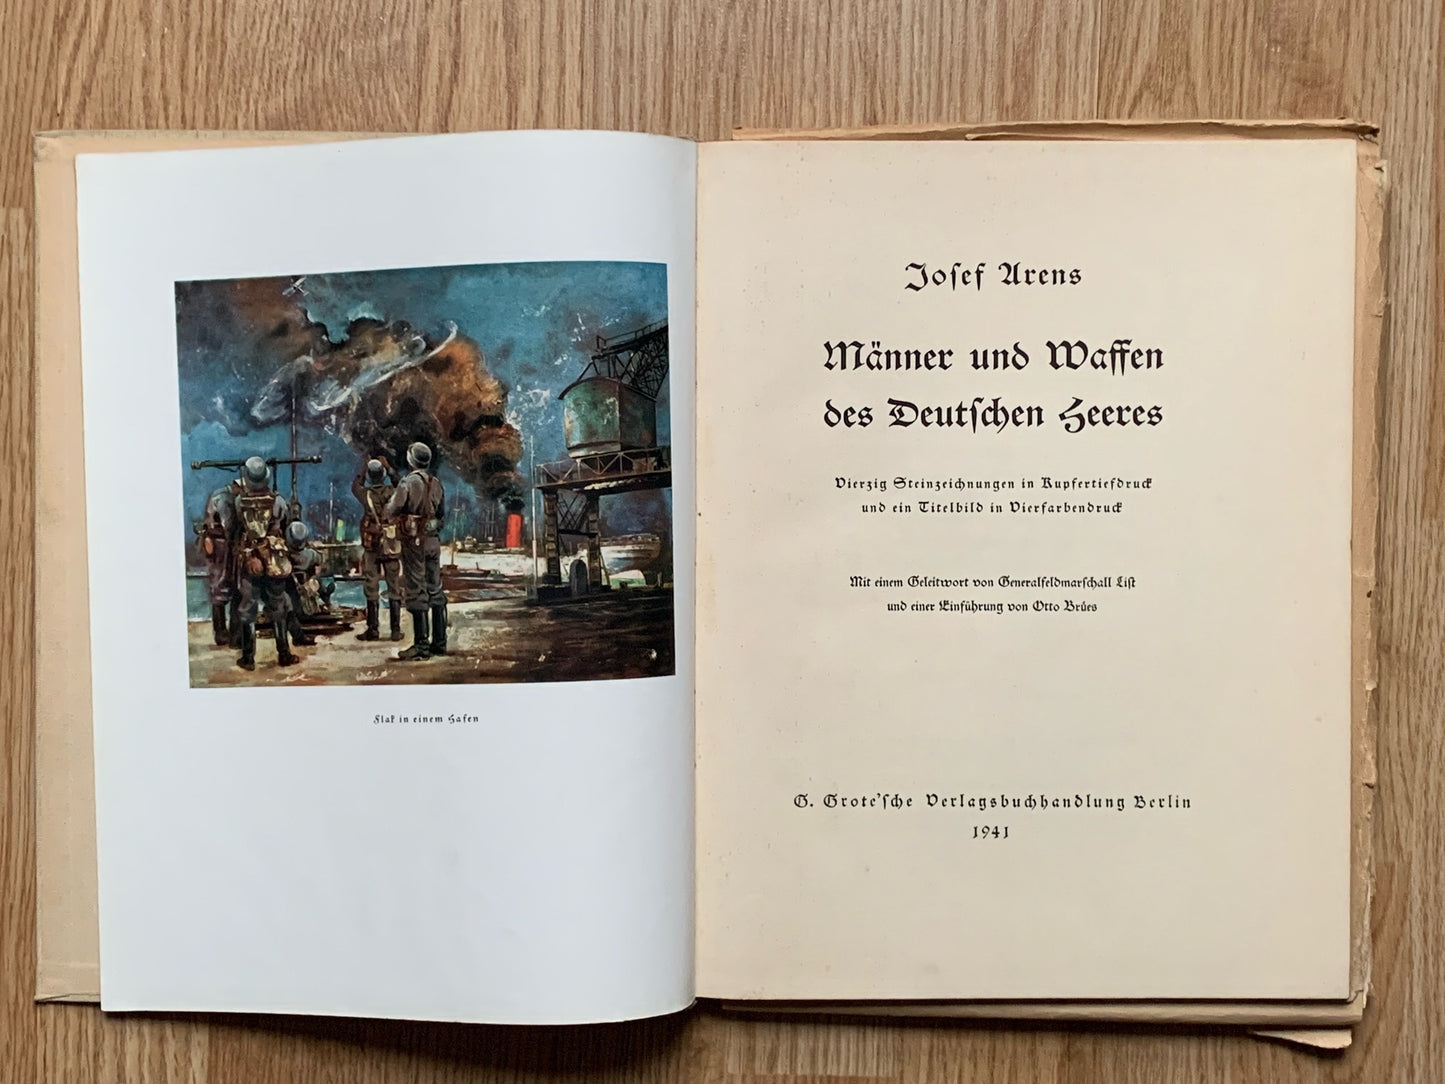 Flak in einem Hafen
Josef Arens
Männer und Waffen
des Deutschen Heeres
Vierzig Steinzeichnungen in Kupfertiefdruck
und ein Titelbild in Vierfarbendruck
Mit einem Geleitwort von Generalfeldmarschall List
und einer Einführung von Otto Brües
G. Grote'sche Verlagsbuchhandlung Berlin
1941